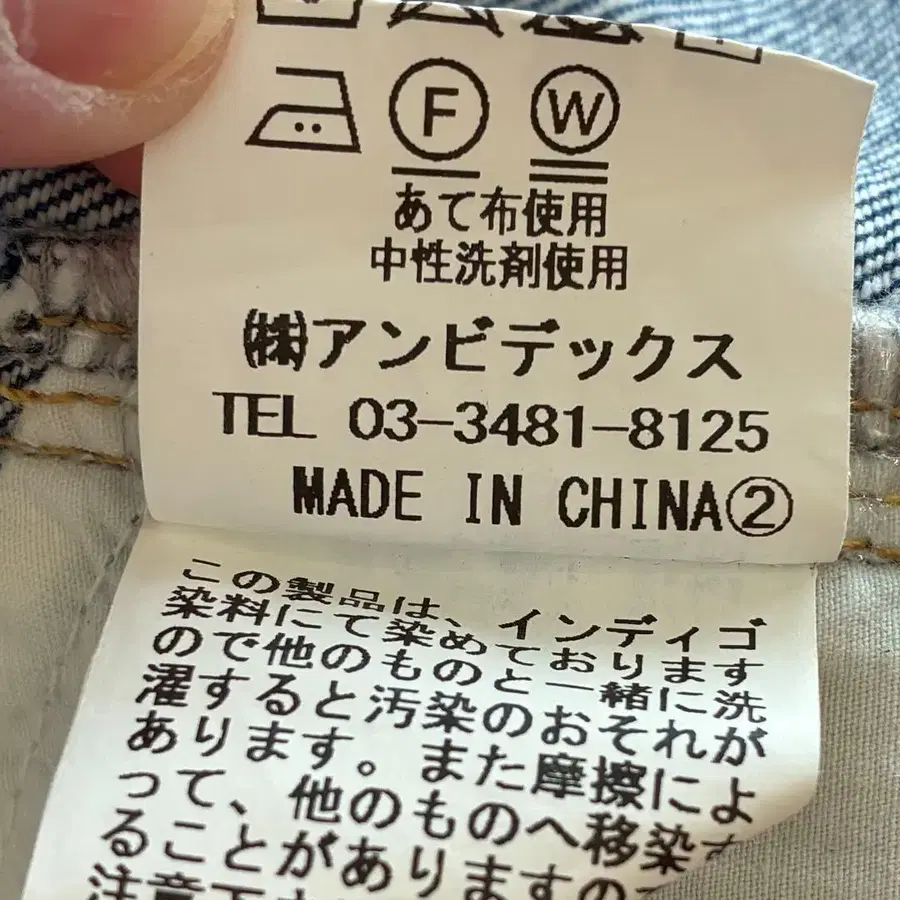 F
W
あて布使用
中性洗剤使用
㈱アンビデックス
TEL 03-3481-8125
MADE IN CHINA②
この製品は、インディゴ
染料にて染めております
ので他のものと一緒に洗
濯すると汚染のおそれが
あります。また摩擦によ
って、他のものへ移染す
ることがありますの
注意下